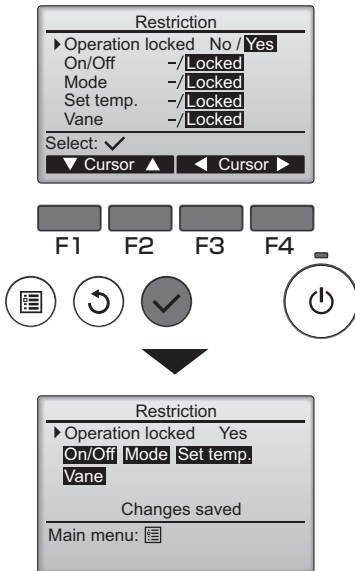 Restriction
Operation locked No / Yes
On/Off -/Locked
Mode -/Locked
Set temp. -/Locked
Vane -/Locked
Select: ✓
▼ Cursor ▲ ◀ Cursor ▶
F1 F2 F3 F4
Restriction
Operation locked Yes
On/Off Mode Set temp.
Vane
Changes saved
Main menu: